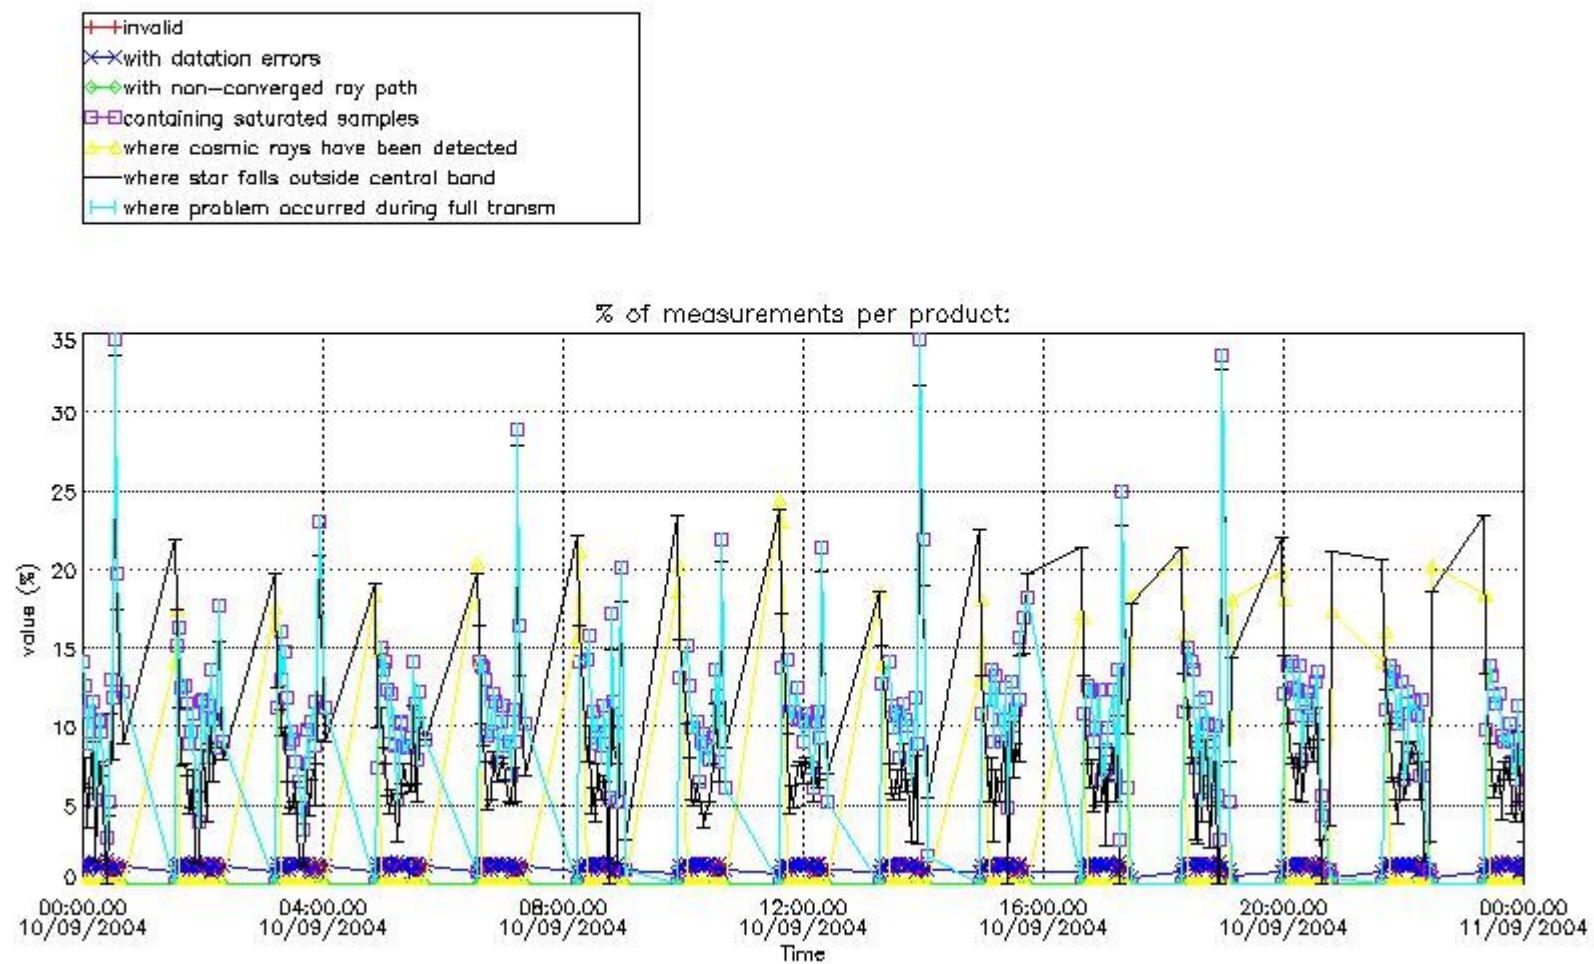 invalid
with datation errors
with non-converged ray path
containing saturated samples
where cosmic rays have been detected
where star falls outside central band
where problem occurred during full transm
% of measurements per product:
35
30
25
20
15
10
5
0
value (%)
00:00:00 04:00:00 08:00:00 12:00:00 16:00:00 20:00:00 00:00:00
10/09/2004 10/09/2004 10/09/2004 10/09/2004 10/09/2004 10/09/2004 11/09/2004
Time